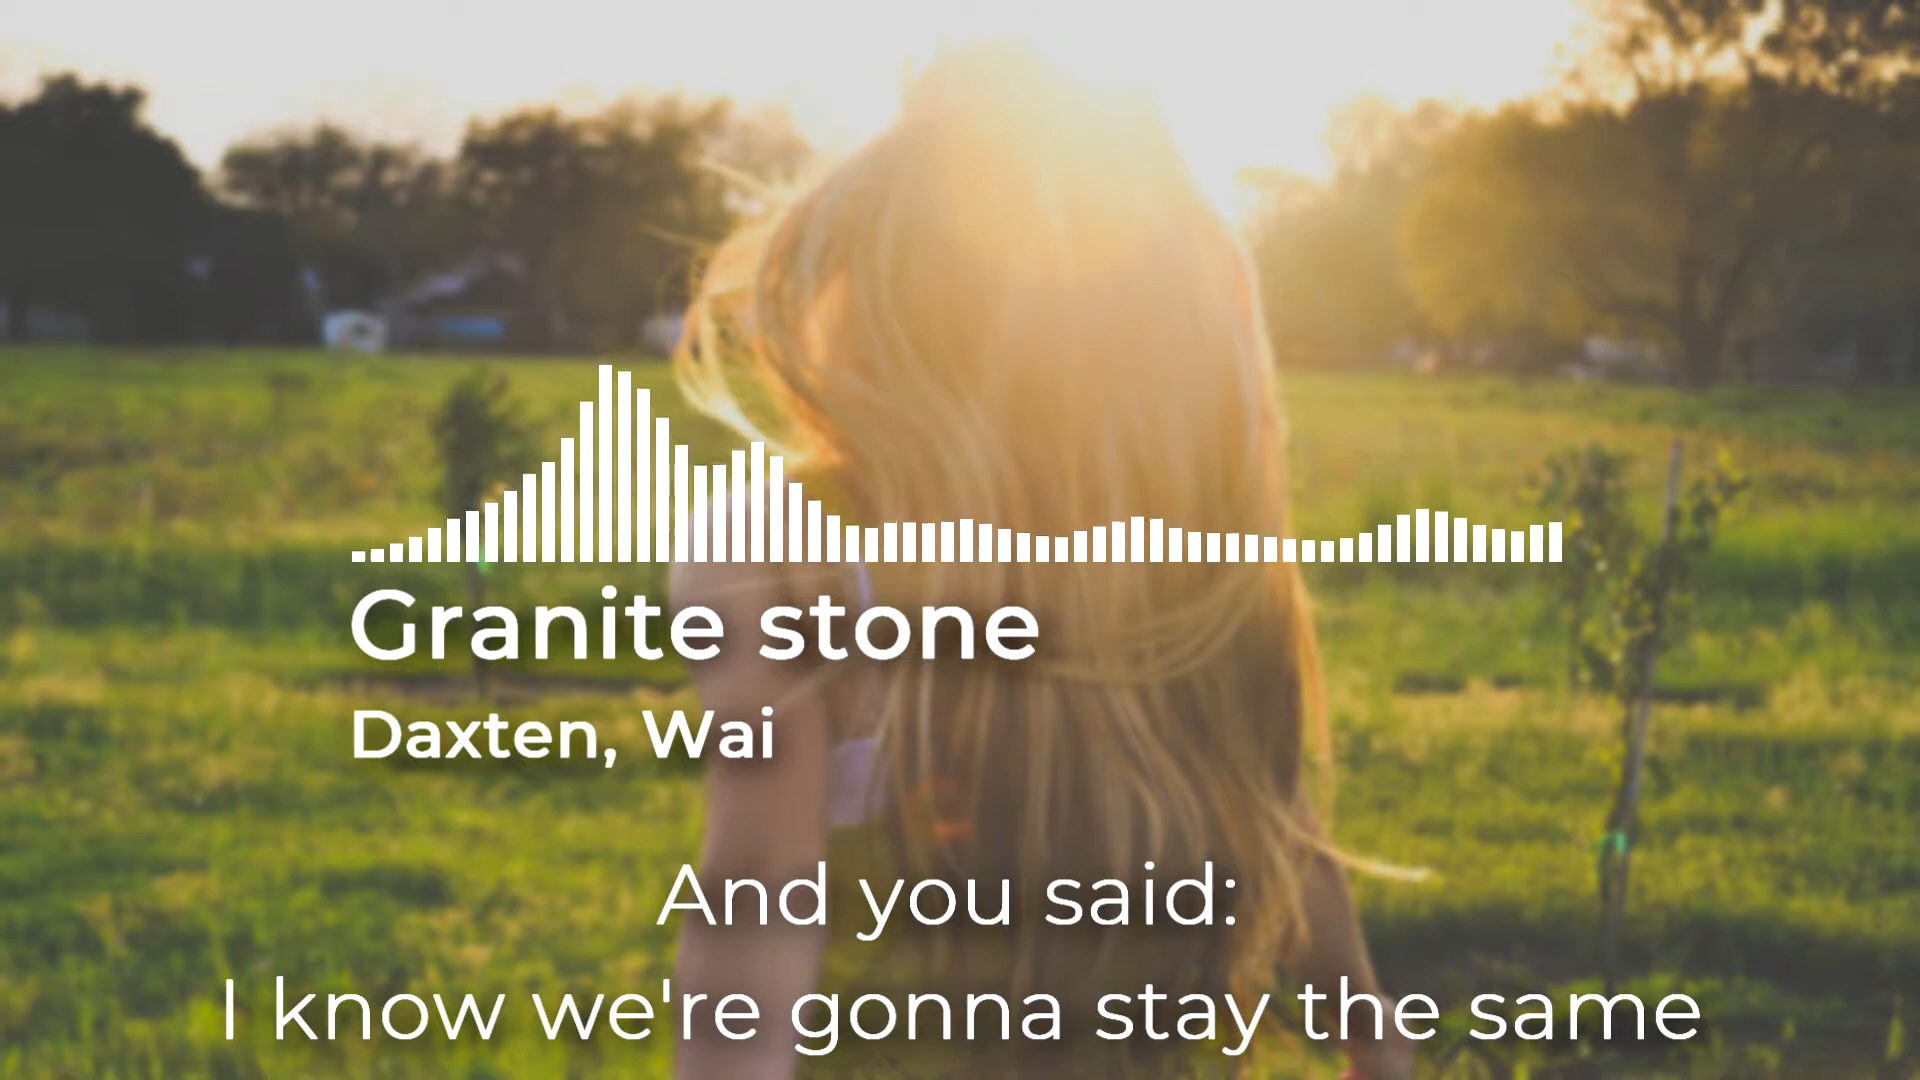 Granite stone
Daxten, Wai
And you said:
I know we're gonna stay the same